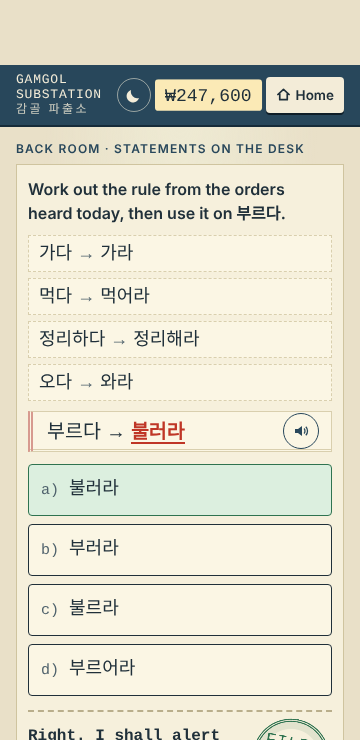 GAMGOL
SUBSTATION
감골 파출소
₩247,600
Home
BACK ROOM · STATEMENTS ON THE DESK
Work out the rule from the orders
heard today, then use it on 부르다.
가다 → 가라
먹다 → 먹어라
정리하다 → 정리해라
오다 → 와라
부르다 → 불러라
a) 불러라
b) 부러라
c) 불르라
d) 부르어라
Right. I shall alert